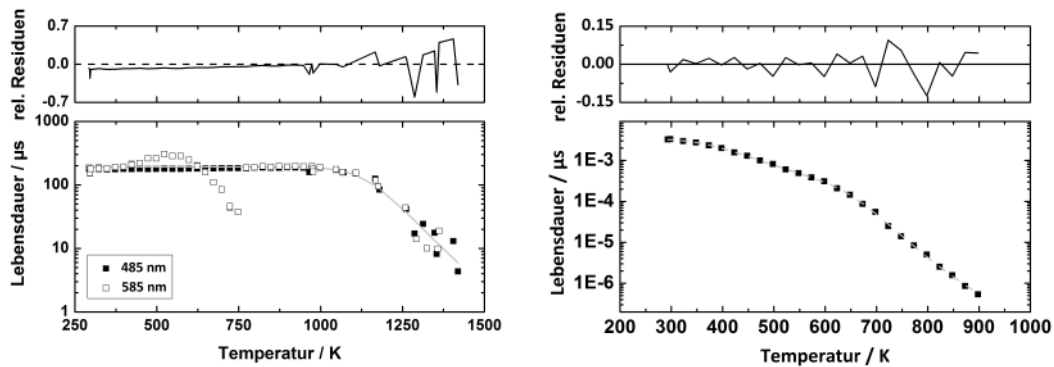 rel. Residuen
0.7
0.0
-0.7
Lebensdauer / µs
1000
100
10
1
485 nm
585 nm
250
500
750
1000
1250
1500
Temperatur / K
rel. Residuen
0.15
0.00
-0.15
Lebensdauer / µs
1E-3
1E-4
1E-5
1E-6
200
300
400
500
600
700
800
900
1000
Temperatur / K